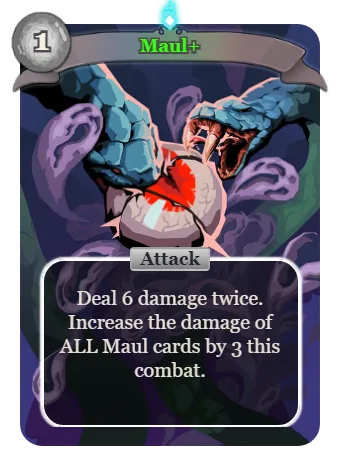 1
Maul+
Attack
Deal 6 damage twice.
Increase the damage of
ALL Maul cards by 3 this
combat.